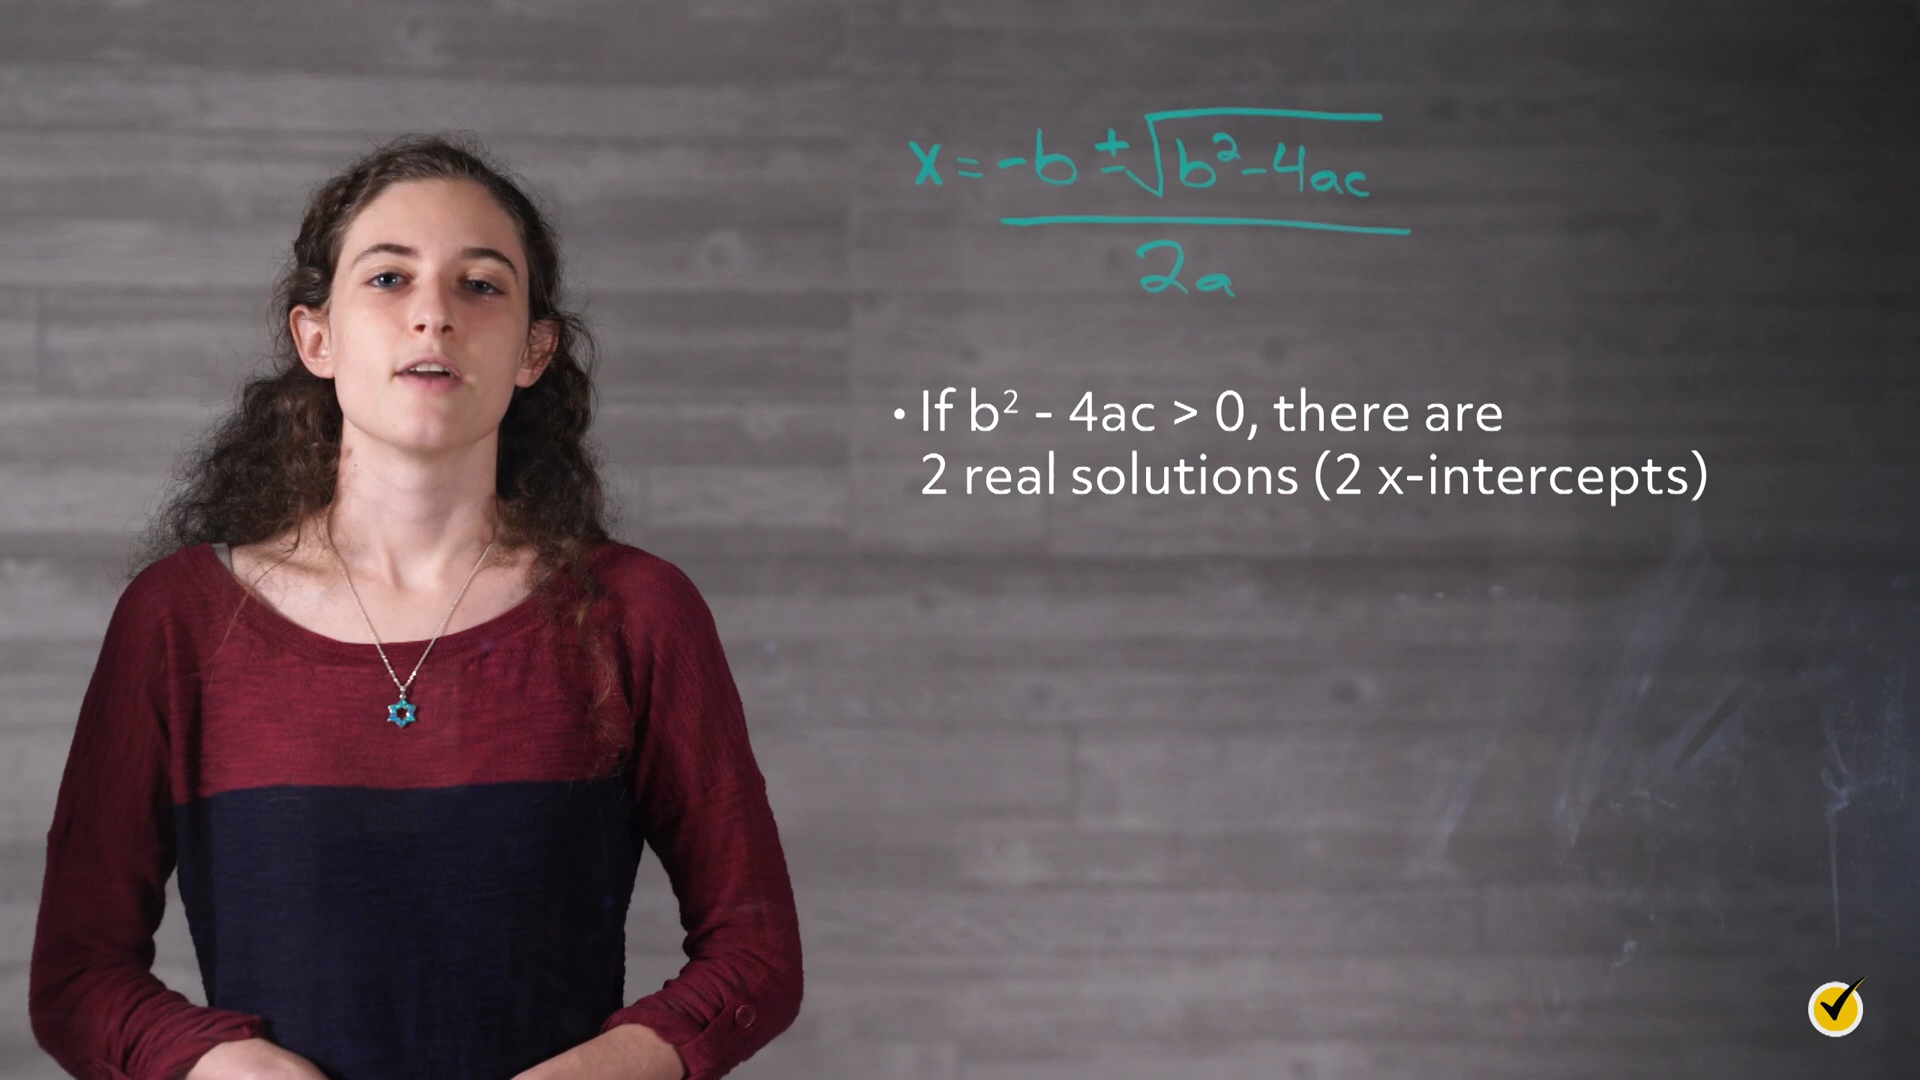 x = -b ± √b² - 4ac
2a
• If b² - 4ac > 0, there are
2 real solutions (2 x-intercepts)